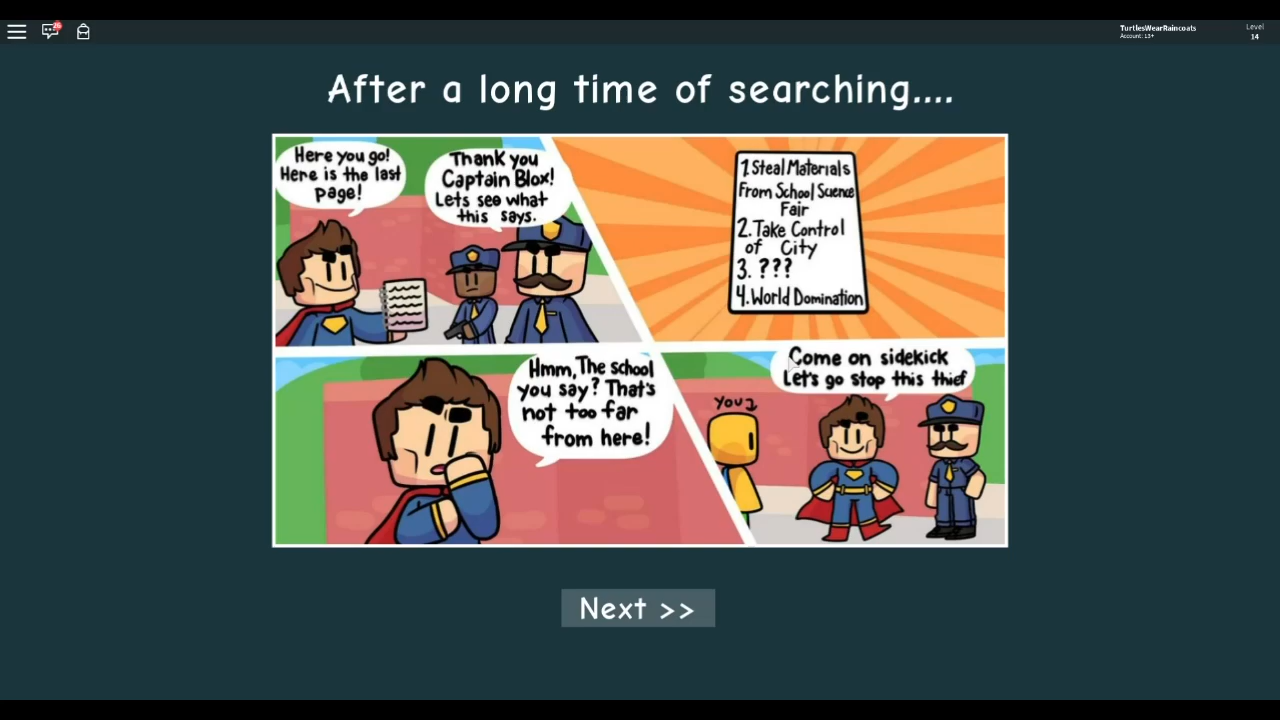 26
TurtlesWearRaincoats
Account: 13+
Level
14
After a long time of searching....
Here you go!
Here is the last
page!
Thank you
Captain Blox!
Lets see what
this says.
1.Steal Materials
From School Science
Fair
2.Take Control
of City
3. ???
4.World Domination
Hmm,The school
you say? That's
not too far
from here!
Come on sidekick
Let's go stop this thief
YOU
Next >>